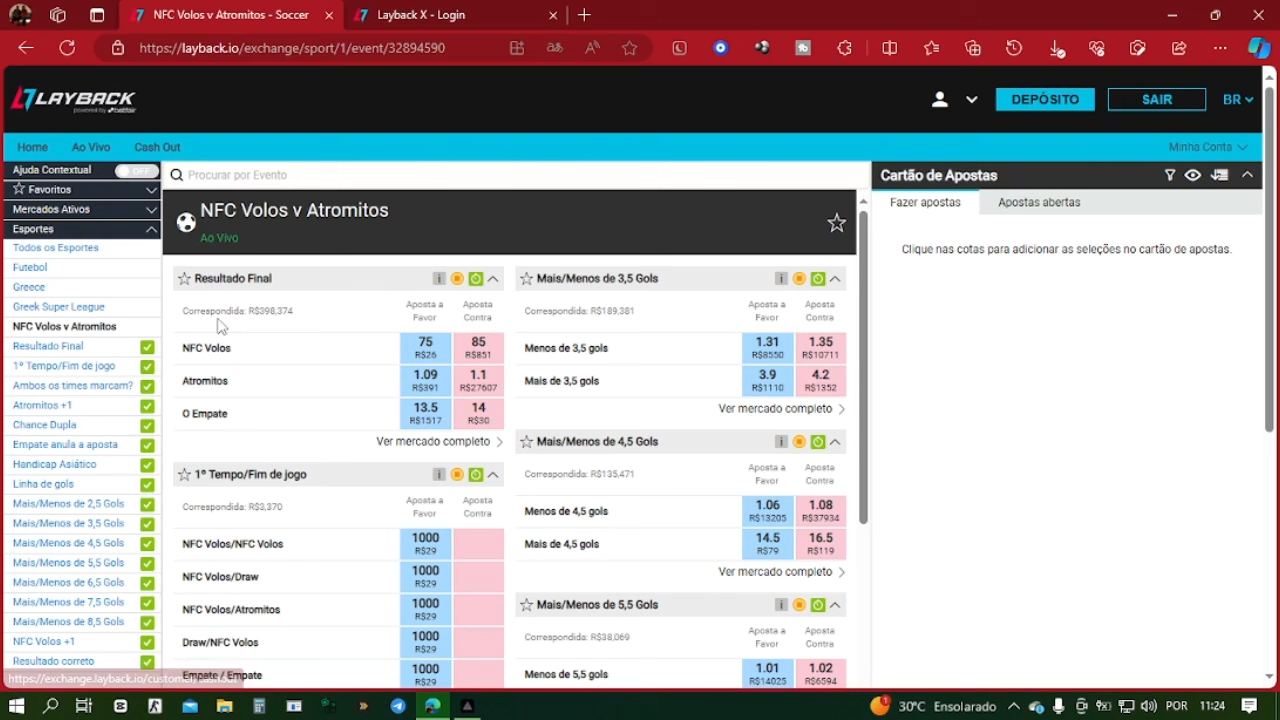 NFC Volos v Atromitos - Soccer
Layback X - Login
https://layback.io/exchange/sport/1/event/32894590
LAYBACK
powered by betfair
DEPÓSITO
SAIR
BR
Home
Ao Vivo
Cash Out
Minha Conta
Ajuda Contextual
OFF
Favoritos
Mercados Ativos
Esportes
Todos os Esportes
Futebol
Greece
Greek Super League
NFC Volos v Atromitos
Resultado Final
1º Tempo/Fim de jogo
Ambos os times marcam?
Atromitos +1
Chance Dupla
Empate anula a aposta
Handicap Asiático
Linha de gols
Mais/Menos de 2,5 Gols
Mais/Menos de 3,5 Gols
Mais/Menos de 4,5 Gols
Mais/Menos de 5,5 Gols
Mais/Menos de 6,5 Gols
Mais/Menos de 7,5 Gols
Mais/Menos de 8,5 Gols
NFC Volos +1
Resultado correto
Procurar por Evento
NFC Volos v Atromitos
Ao Vivo
Resultado Final
Correspondida: R$398,374
Aposta a Favor
Aposta Contra
NFC Volos
75 85
R$26 R$851
Atromitos
1.09 1.1
R$391 R$27607
O Empate
13.5 14
R$1517 R$30
Ver mercado completo
1º Tempo/Fim de jogo
Correspondida: R$3,370
Aposta a Favor
Aposta Contra
NFC Volos/NFC Volos
1000
R$29
NFC Volos/Draw
1000
R$29
NFC Volos/Atromitos
1000
R$29
Draw/NFC Volos
1000
R$29
Empate / Empate
1000
R$29
Mais/Menos de 3,5 Gols
Correspondida: R$189,381
Aposta a Favor
Aposta Contra
Menos de 3,5 gols
1.31 1.35
R$8550 R$10711
Mais de 3,5 gols
3.9 4.2
R$1110 R$1352
Ver mercado completo
Mais/Menos de 4,5 Gols
Correspondida: R$135,471
Aposta a Favor
Aposta Contra
Menos de 4,5 gols
1.06 1.08
R$13205 R$37934
Mais de 4,5 gols
14.5 16.5
R$79 R$119
Ver mercado completo
Mais/Menos de 5,5 Gols
Correspondida: R$38,069
Aposta a Favor
Aposta Contra
Menos de 5,5 gols
1.01 1.02
R$14025 R$6594
Cartão de Apostas
Fazer apostas
Apostas abertas
Clique nas cotas para adicionar as seleções no cartão de apostas.
https://exchange.layback.io/customer/cashout
30°C Ensolarado
POR
11:24